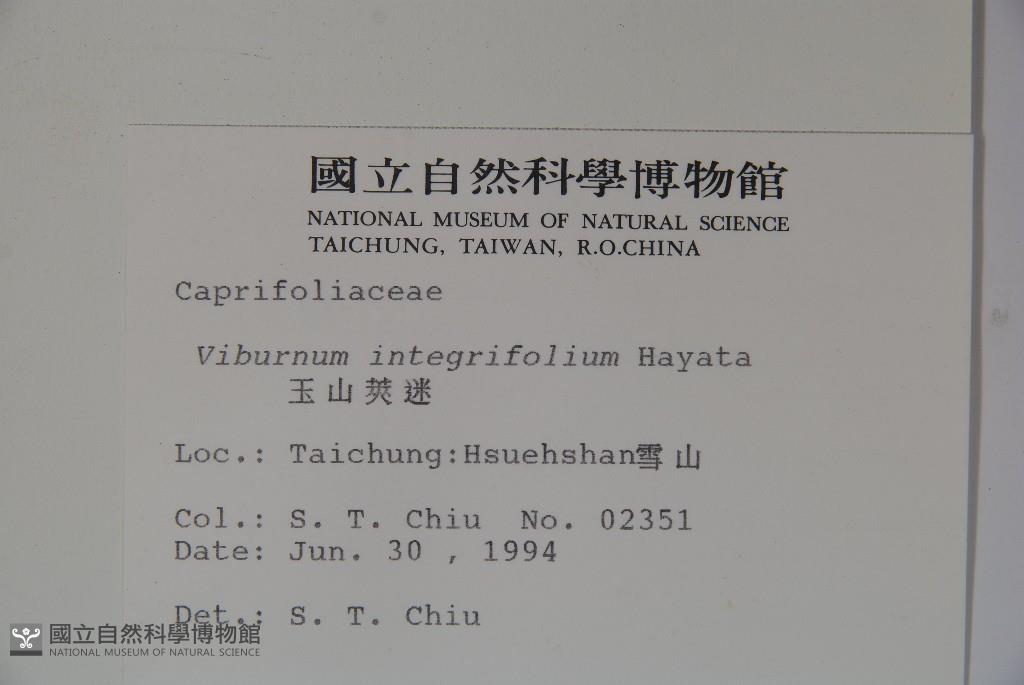 國立自然科學博物館
NATIONAL MUSEUM OF NATURAL SCIENCE
TAICHUNG, TAIWAN, R.O.CHINA
Caprifoliaceae
Viburnum integrifolium Hayata
玉山莢迷
Loc.: Taichung:Hsuehshan雪山
Col.: S. T. Chiu No. 02351
Date: Jun. 30 , 1994
Det.: S. T. Chiu
國立自然科學博物館
NATIONAL MUSEUM OF NATURAL SCIENCE